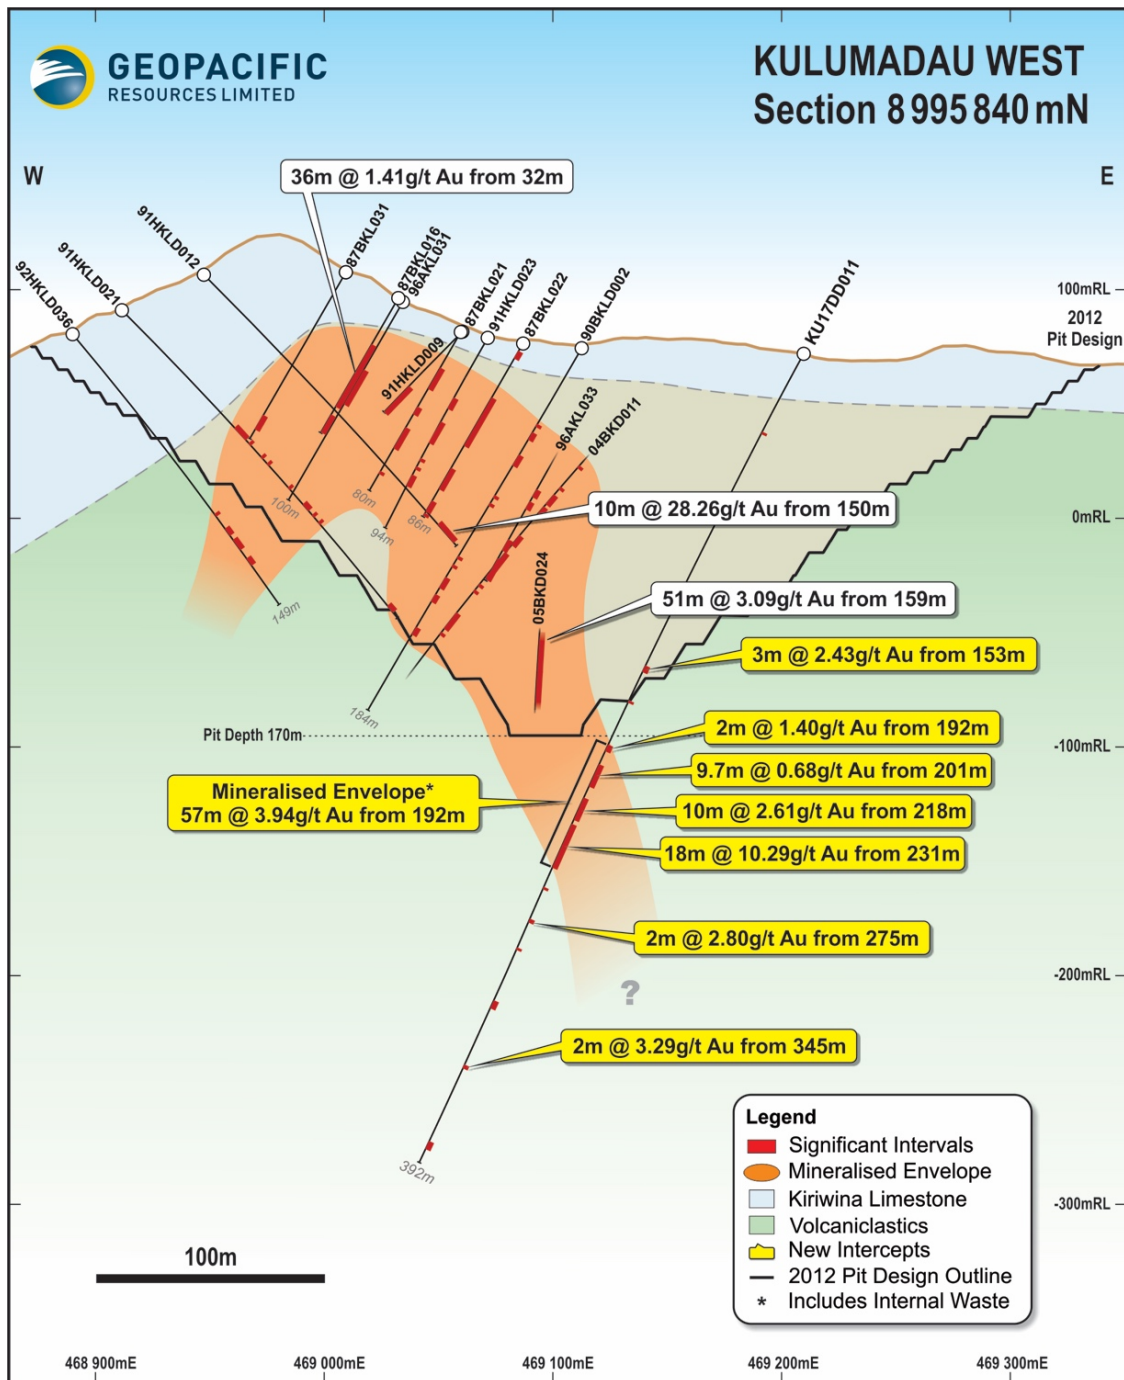 GEOPACIFIC
RESOURCES LIMITED
KULUMADAU WEST
Section 8 995 840 mN
W
E
36m @ 1.41g/t Au from 32m
92HKLD036
91HKLD021
91HKLD012
87BKL031
87BKL016
96AKL031
91HKLD009
87BKL021
91HKLD023
87BKL022
90BKLD002
96AKL033
04BKD011
KU17DD011
100mRL
2012
Pit Design
100m
80m
94m
86m
10m @ 28.26g/t Au from 150m
0mRL
05BKD024
51m @ 3.09g/t Au from 159m
149m
3m @ 2.43g/t Au from 153m
184m
Pit Depth 170m
2m @ 1.40g/t Au from 192m
-100mRL
9.7m @ 0.68g/t Au from 201m
Mineralised Envelope*
57m @ 3.94g/t Au from 192m
10m @ 2.61g/t Au from 218m
18m @ 10.29g/t Au from 231m
2m @ 2.80g/t Au from 275m
-200mRL
?
2m @ 3.29g/t Au from 345m
392m
Legend
Significant Intervals
Mineralised Envelope
Kiriwina Limestone
Volcaniclastics
New Intercepts
2012 Pit Design Outline
* Includes Internal Waste
-300mRL
100m
468 900mE
469 000mE
469 100mE
469 200mE
469 300mE